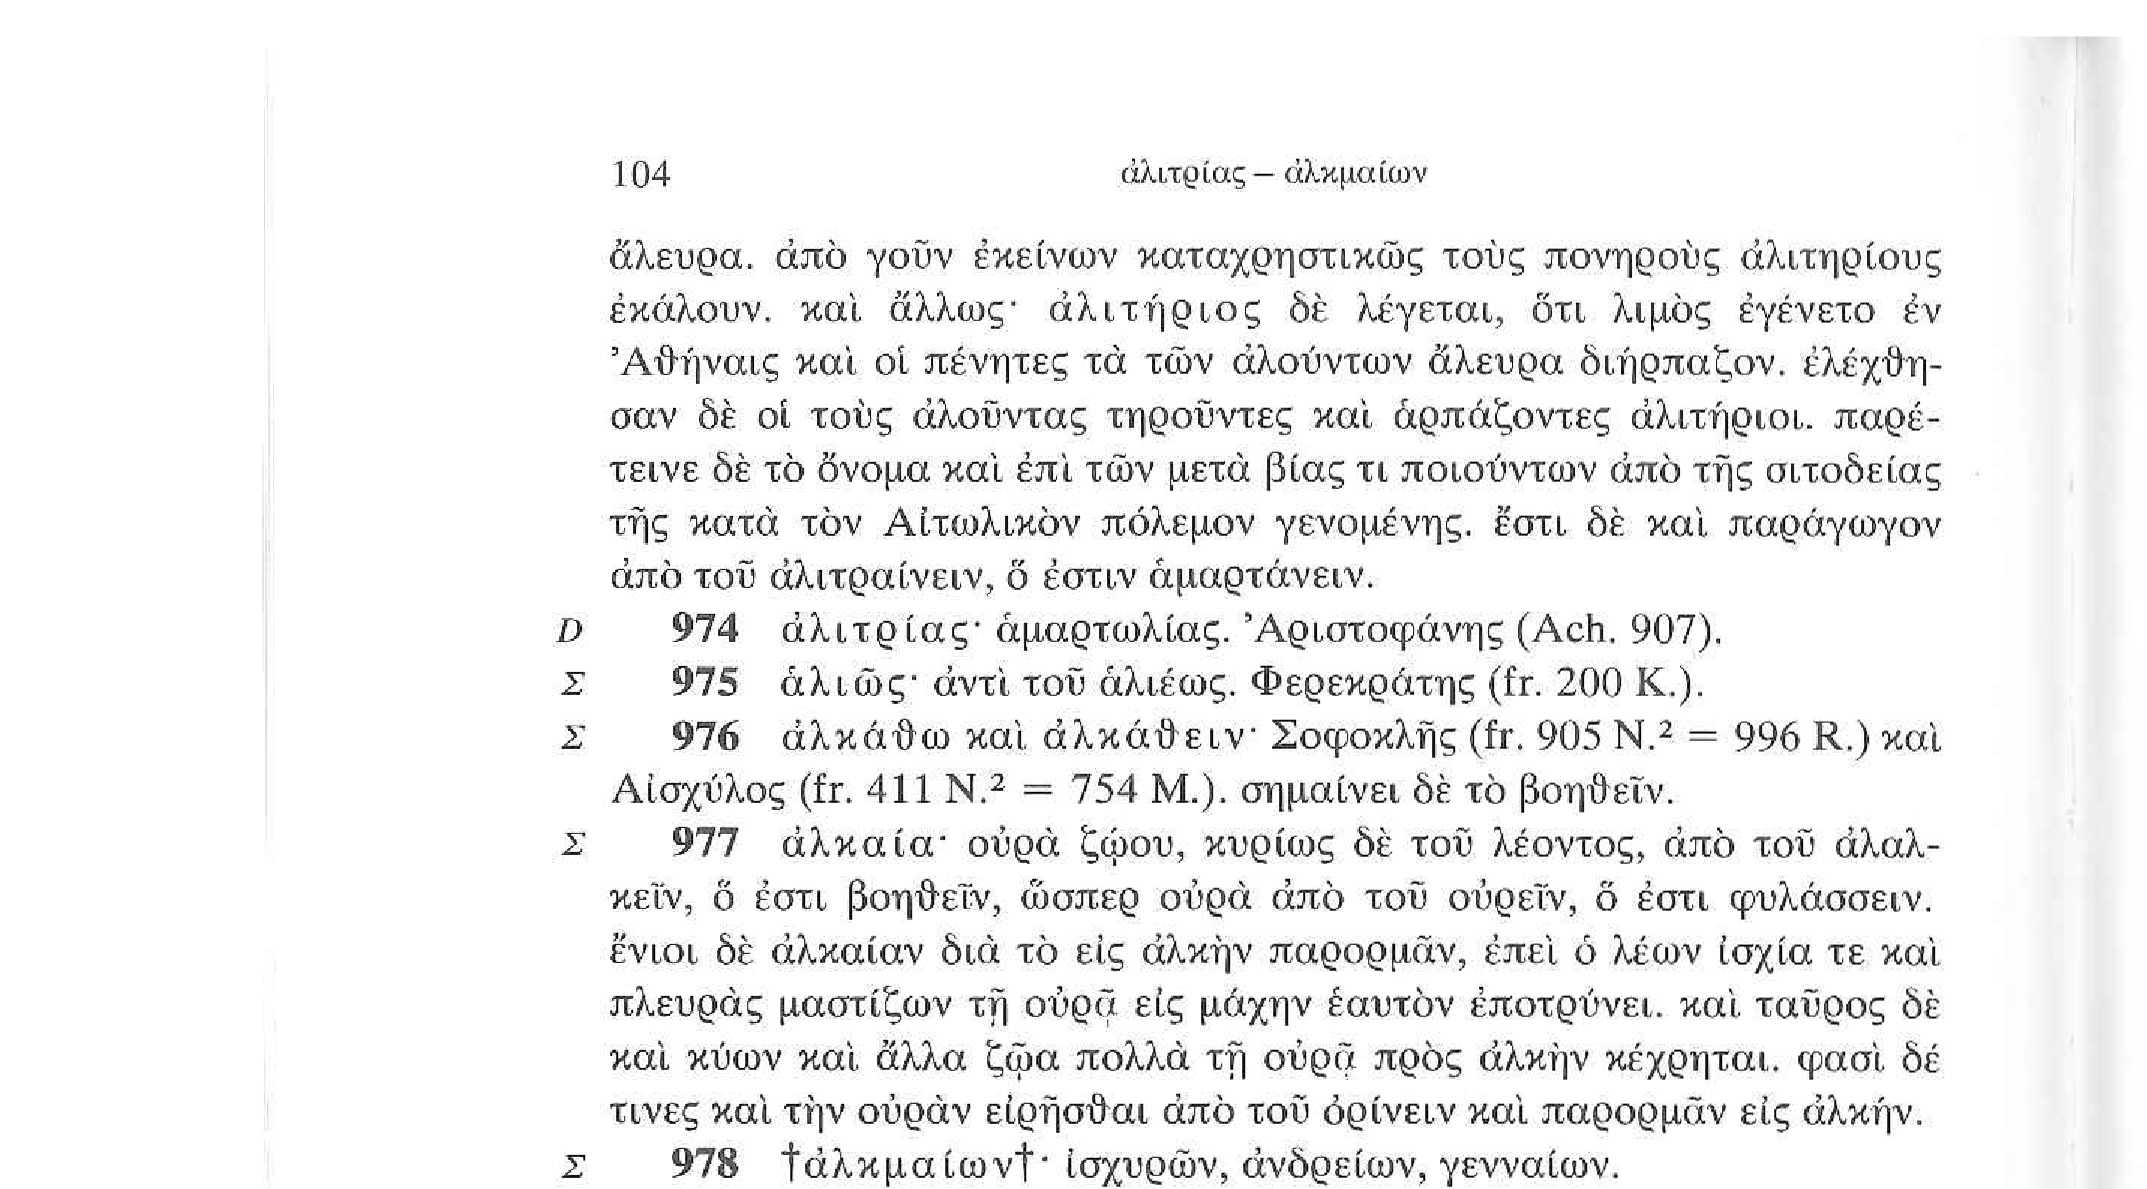 104 ἀλιτρίας – ἀλκμαίων
ἄλευρα. ἀπὸ γοῦν ἐκείνων καταχρηστικῶς τοὺς πονηροὺς ἀλιτηρίους
ἐκάλουν. καὶ ἄλλως· ἀλιτήριος δὲ λέγεται, ὅτι λιμὸς ἐγένετο ἐν
Ἀθήναις καὶ οἱ πένητες τὰ τῶν ἀλούντων ἄλευρα διήρπαζον. ἐλέχθη-
σαν δὲ οἱ τοὺς ἀλοῦντας τηροῦντες καὶ ἁρπάζοντες ἀλιτήριοι. παρέ-
τεινε δὲ τὸ ὄνομα καὶ ἐπὶ τῶν μετὰ βίας τι ποιούντων ἀπὸ τῆς σιτοδείας
τῆς κατὰ τὸν Αἰτωλικὸν πόλεμον γενομένης. ἔστι δὲ καὶ παράγωγον
ἀπὸ τοῦ ἀλιτραίνειν, ὅ ἐστιν ἁμαρτάνειν.
D 974 ἀλιτρίας· ἁμαρτωλίας. Ἀριστοφάνης (Ach. 907).
Σ 975 ἁλιῶς· ἀντὶ τοῦ ἁλιέως. Φερεκράτης (fr. 200 K.).
Σ 976 ἀλκάθω καὶ ἀλκάθειν· Σοφοκλῆς (fr. 905 N.² = 996 R.) καὶ
Αἰσχύλος (fr. 411 N.² = 754 M.). σημαίνει δὲ τὸ βοηθεῖν.
Σ 977 ἀλκαία· οὐρὰ ζῴου, κυρίως δὲ τοῦ λέοντος, ἀπὸ τοῦ ἀλαλ-
κεῖν, ὅ ἐστι βοηθεῖν, ὥσπερ οὐρὰ ἀπὸ τοῦ οὐρεῖν, ὅ ἐστι φυλάσσειν.
ἔνιοι δὲ ἀλκαίαν διὰ τὸ εἰς ἀλκὴν παρορμᾶν, ἐπεὶ ὁ λέων ἰσχία τε καὶ
πλευρὰς μαστίζων τῇ οὐρᾷ εἰς μάχην ἑαυτὸν ἐποτρύνει. καὶ ταῦρος δὲ
καὶ κύων καὶ ἄλλα ζῷα πολλὰ τῇ οὐρᾷ πρὸς ἀλκὴν κέχρηται. φασὶ δέ
τινες καὶ τὴν οὐρὰν εἰρῆσθαι ἀπὸ τοῦ ὀρίνειν καὶ παρορμᾶν εἰς ἀλκήν.
Σ 978 †ἀλκμαίων†· ἰσχυρῶν, ἀνδρείων, γενναίων.